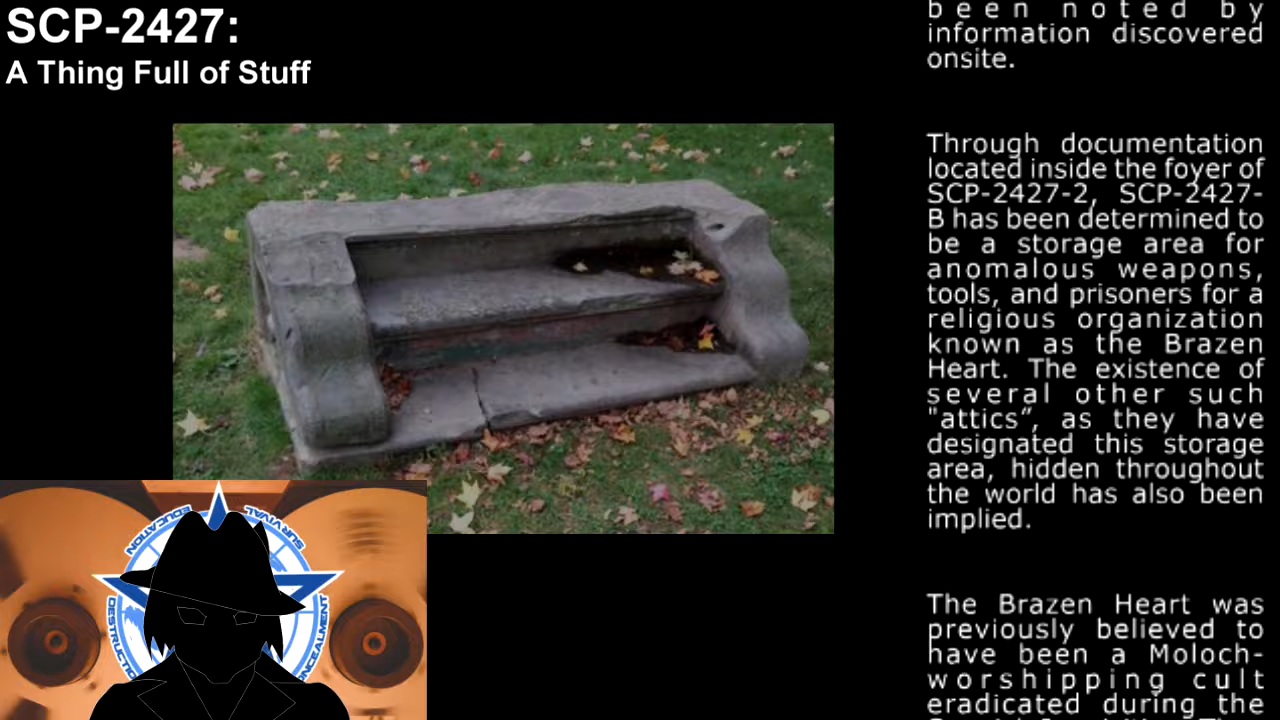 SCP-2427:
A Thing Full of Stuff
been noted by
information discovered
onsite.
Through documentation
located inside the foyer of
SCP-2427-2, SCP-2427-
B has been determined to
be a storage area for
anomalous weapons,
tools, and prisoners for a
religious organization
known as the Brazen
Heart. The existence of
several other such
"attics”, as they have
designated this storage
area, hidden throughout
the world has also been
implied.
The Brazen Heart was
previously believed to
have been a Moloch-
worshipping cult
eradicated during the
EDUCATION
SURVIVAL